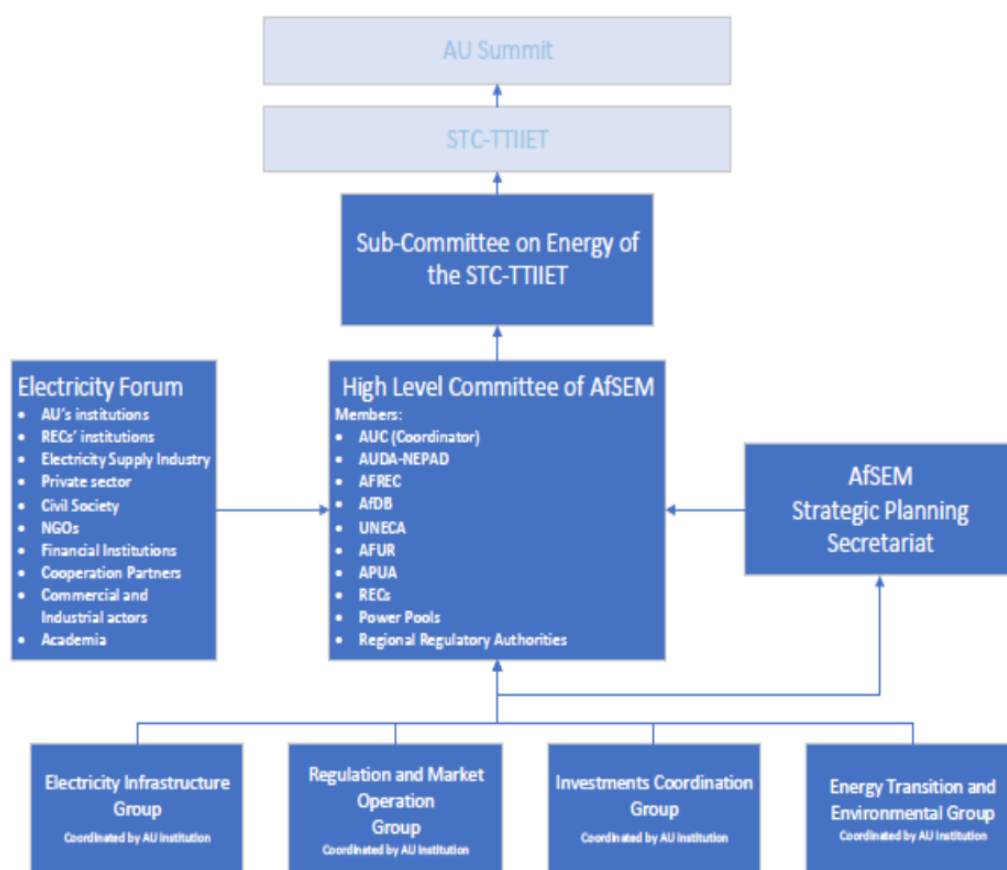 AU Summit
STC-TTIIET
Sub-Committee on Energy of
the STC-TTIIET
Electricity Forum
• AU's institutions
• RECs' institutions
• Electricity Supply Industry
• Private sector
• Civil Society
• NGOs
• Financial Institutions
• Cooperation Partners
• Commercial and
Industrial actors
• Academia
High Level Committee of AfSEM
Members:
• AUC (Coordinator)
• AUDA-NEPAD
• AFREC
• AfDB
• UNECA
• AFUR
• APUA
• RECs
• Power Pools
• Regional Regulatory Authorities
AfSEM
Strategic Planning
Secretariat
Electricity Infrastructure
Group
Coordinated by AU Institution
Regulation and Market
Operation
Group
Coordinated by AU Institution
Investments Coordination
Group
Coordinated by AU Institution
Energy Transition and
Environmental Group
Coordinated by AU Institution